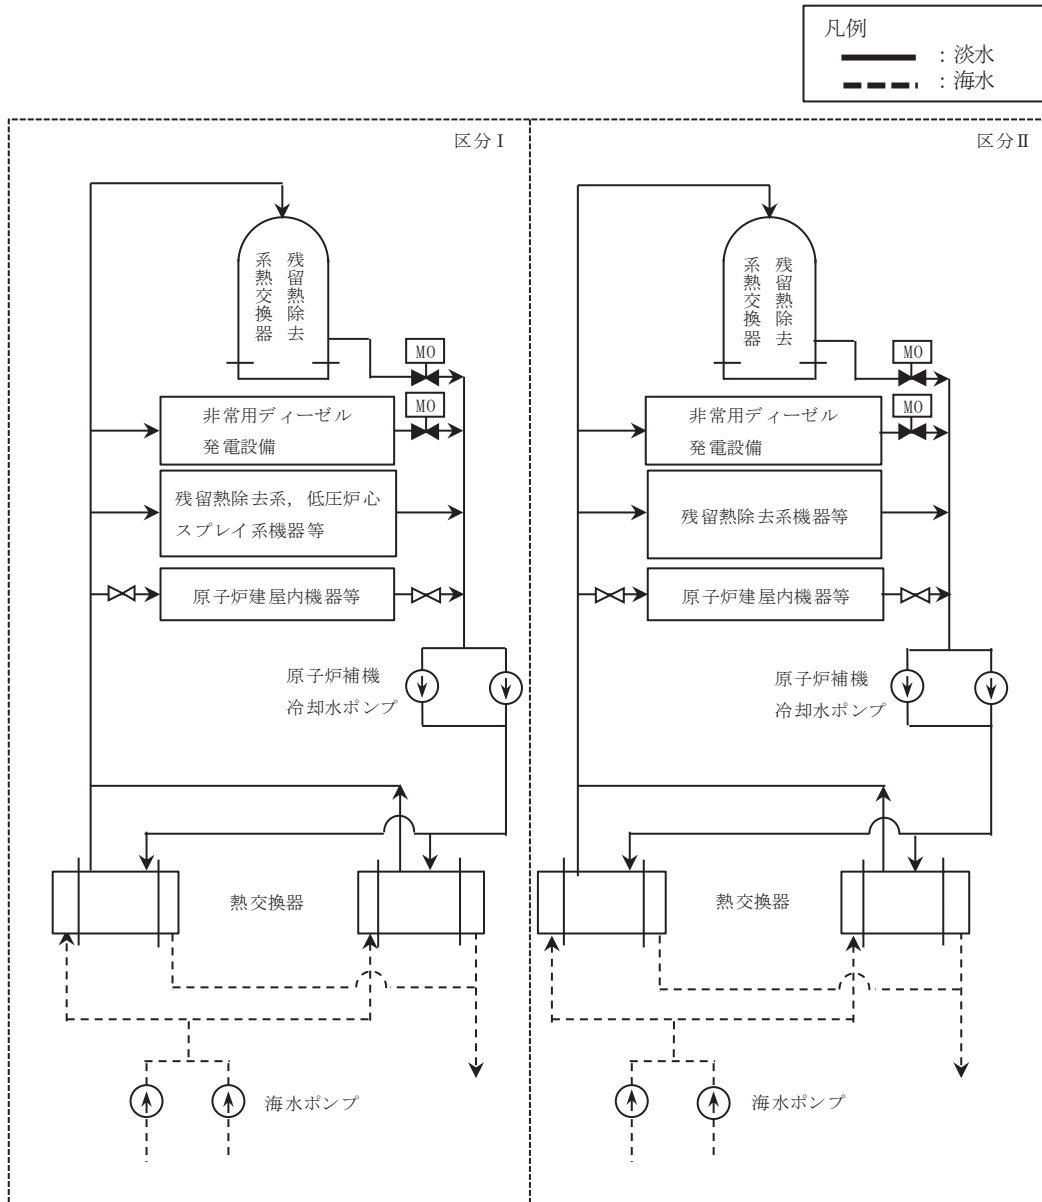 凡例
：淡水
：海水
区分Ⅰ
残留熱除去
系熱交換器
MO
MO
非常用ディーゼル
発電設備
残留熱除去系，低圧炉心
スプレイ系機器等
原子炉建屋内機器等
原子炉補機
冷却水ポンプ
熱交換器
海水ポンプ
区分Ⅱ
残留熱除去
系熱交換器
MO
MO
非常用ディーゼル
発電設備
残留熱除去系機器等
原子炉建屋内機器等
原子炉補機
冷却水ポンプ
熱交換器
海水ポンプ